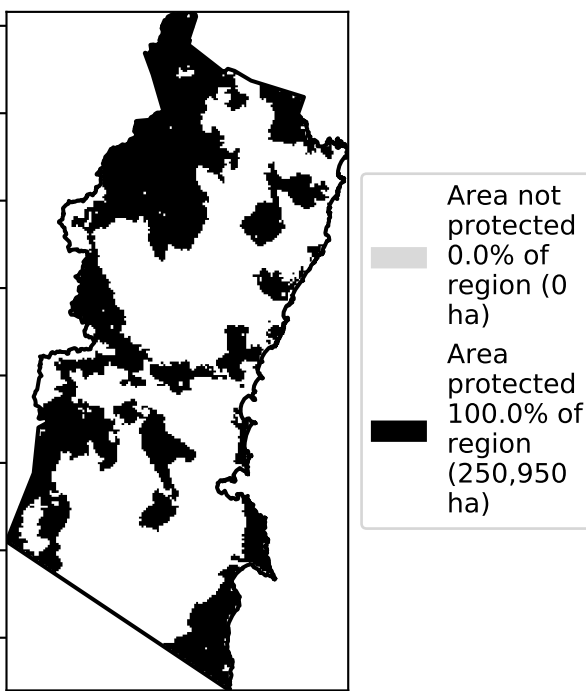 Area not
protected
0.0% of
region (0
ha)
Area
protected
100.0% of
region
(250,950
ha)